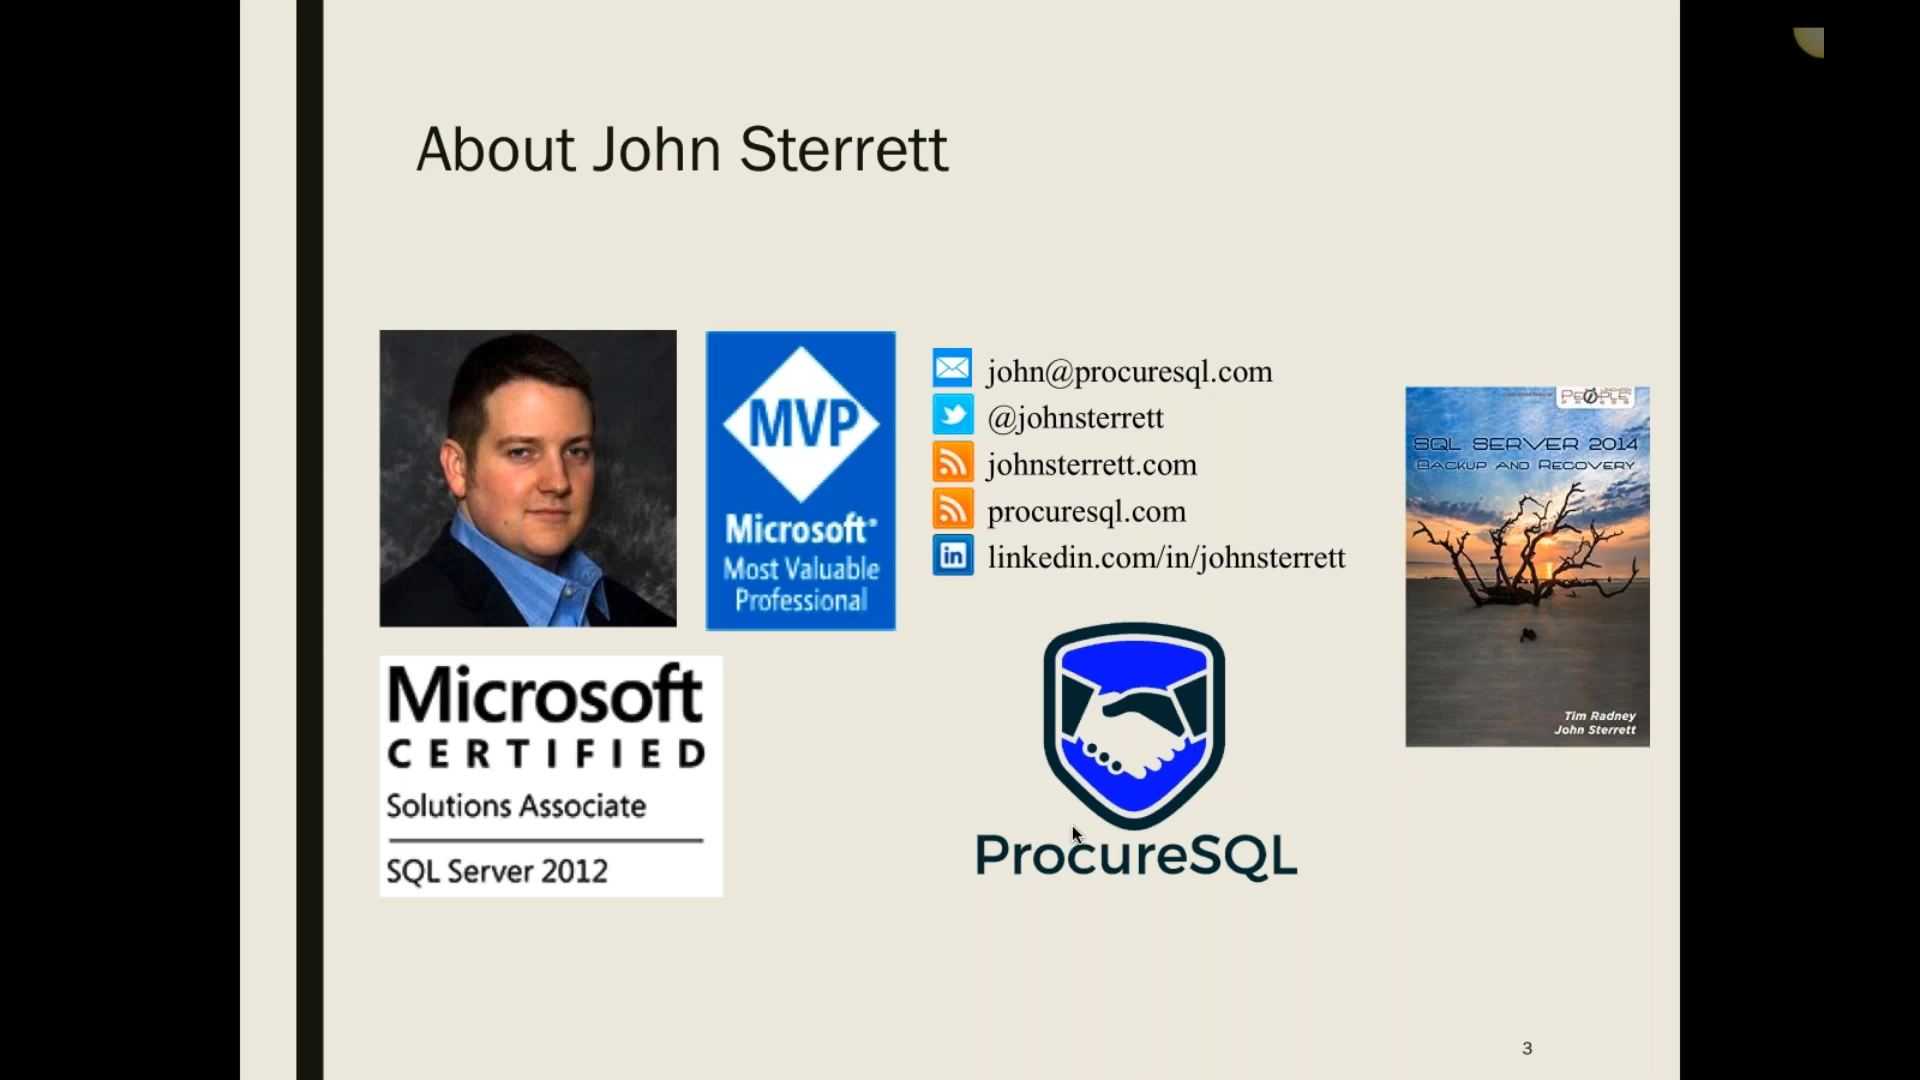 About John Sterrett
MVP
Microsoft®
Most Valuable
Professional
john@procuresql.com
@johnsterrett
johnsterrett.com
procuresql.com
in
linkedin.com/in/johnsterrett
PEOPLE
SQL SERVER 2014
BACKUP AND RECOVERY
Tim Radney
John Sterrett
Microsoft
CERTIFIED
Solutions Associate
SQL Server 2012
ProcureSQL
3